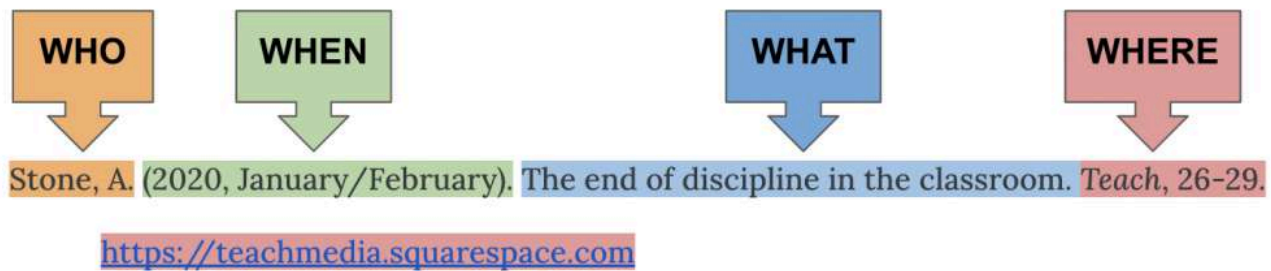 WHO WHEN WHAT WHERE
Stone, A. (2020, January/February). The end of discipline in the classroom. Teach, 26-29.
https://teachmedia.squarespace.com